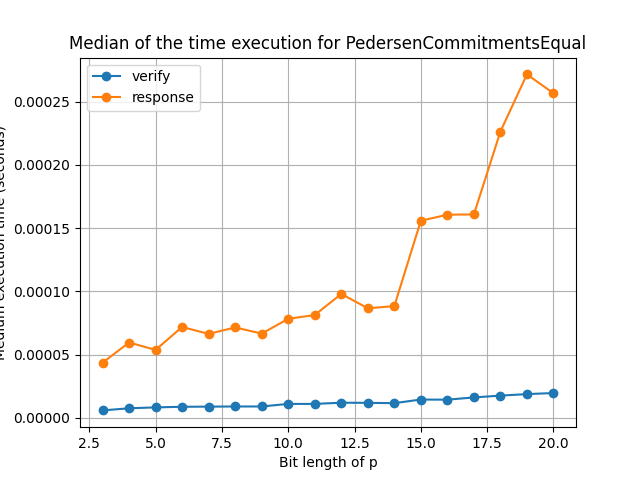 Median of the time execution for PedersenCommitmentsEqual
verify
response
0.00025
0.00020
0.00015
0.00010
0.00005
0.00000
execution time (seconds)
2.5 5.0 7.5 10.0 12.5 15.0 17.5 20.0
Bit length of p